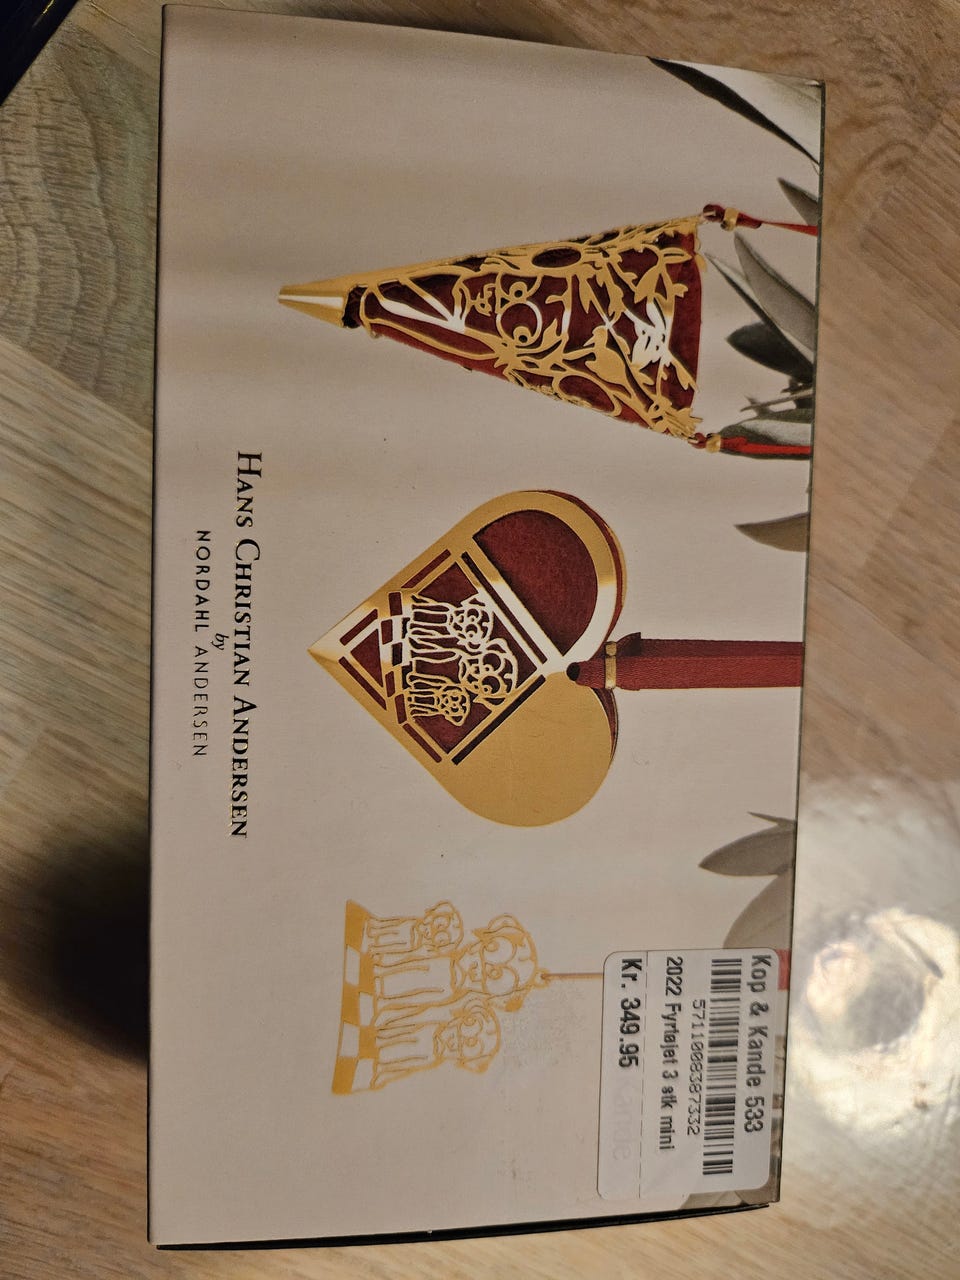 HANS CHRISTIAN ANDERSEN
by
NORDAHL ANDERSEN
Kop & Kande 533
5711008387332
2022 Fyrtøjet 3 stk mini
Kr. 349.95